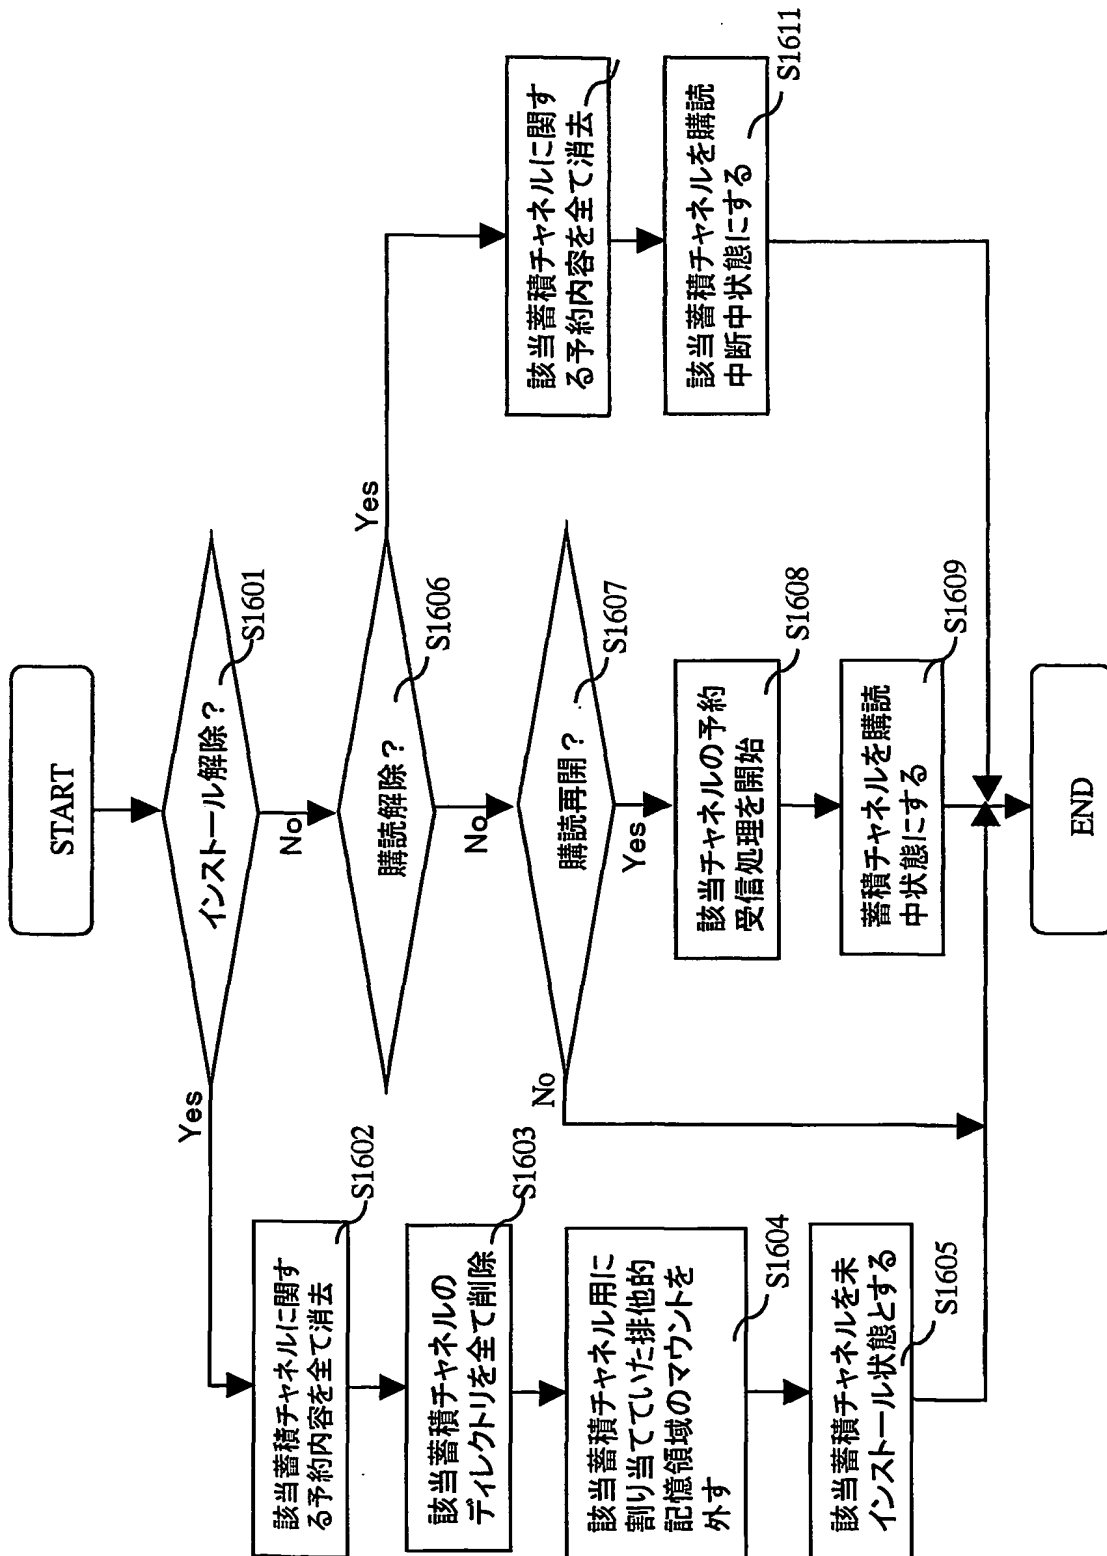 START
インストール解除？
S1601
Yes
No
該当蓄積チャネルに関す
る予約内容を全て消去
S1602
該当蓄積チャネルの
ディレクトリを全て削除
S1603
該当蓄積チャネル用に
割り当てていた排他的
記憶領域のマウントを
外す
S1604
該当蓄積チャネルを未
インストール状態とする
S1605
購読解除？
S1606
Yes
No
購読再開？
S1607
No
Yes
該当チャネルの予約
受信処理を開始
S1608
蓄積チャネルを購読
中状態にする
S1609
該当蓄積チャネルに関す
る予約内容を全て消去
該当蓄積チャネルを購読
中断中状態にする
S1611
END